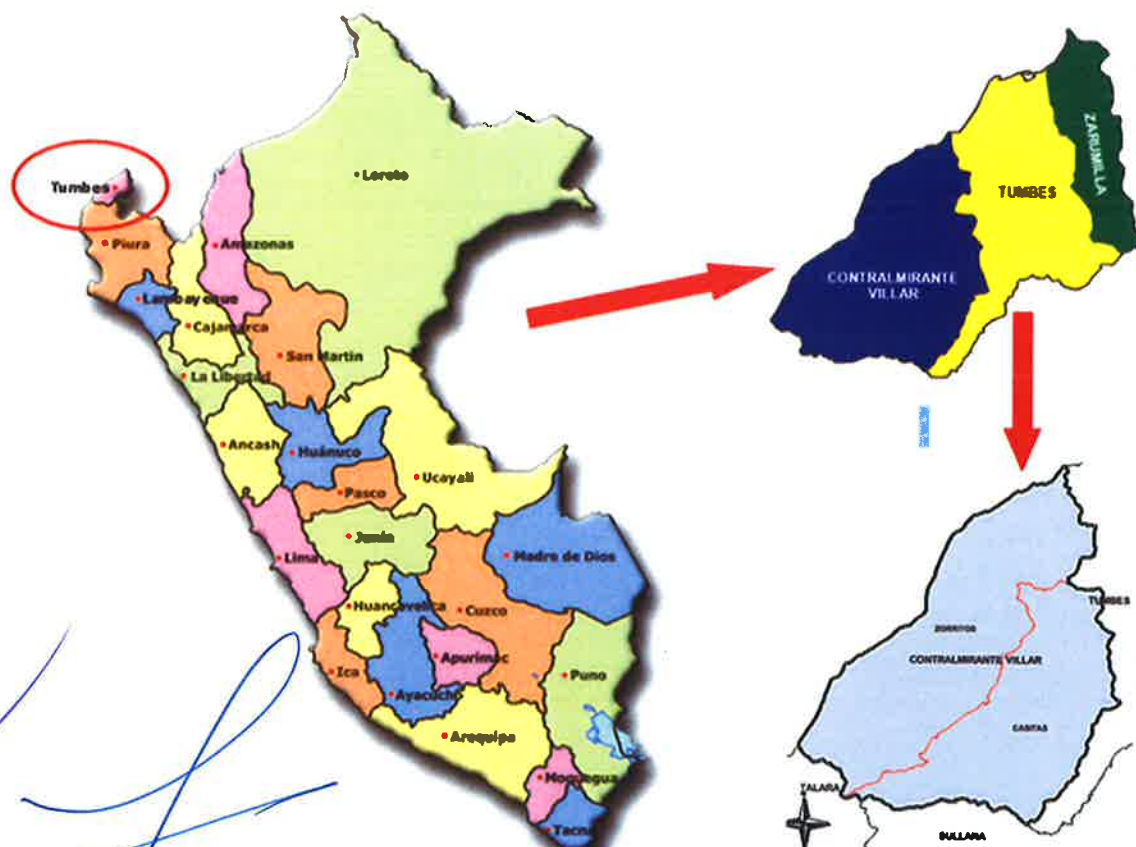 Tumbes
Piura
Lambayeque
Cajamarca
Amazonas
Loreto
San Martin
La Libertad
Ancash
Huánuco
Ucayali
Pasco
Junín
Lima
Madre de Dios
Huancavelica
Cuzco
Ica
Apurimac
Ayacucho
Puno
Arequipa
Moquegua
Tacna
ZARUMILLA
TUMBES
CONTRALMIRANTE
VILLAR
TUMBES
ZORRITOS
CONTRALMIRANTE VILLAR
CASITAS
TALARA
SULLANA